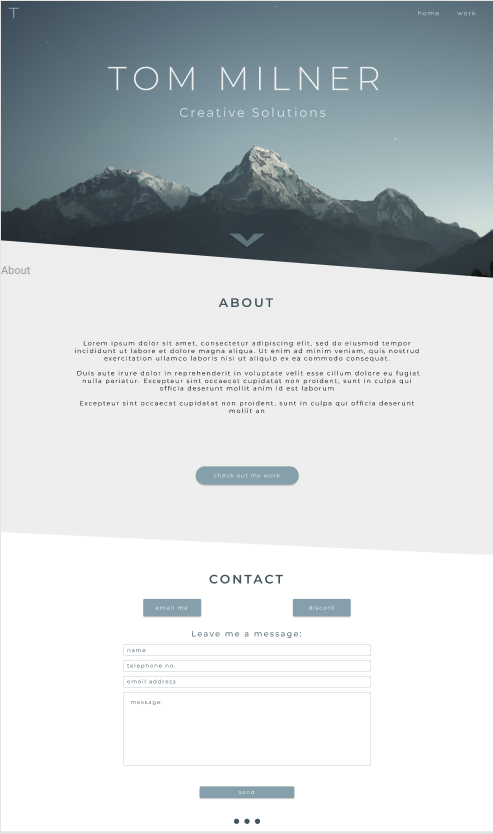 T
home work
TOM MILNER
Creative Solutions
About
ABOUT
Lorem ipsum dolor sit amet, consectetur adipiscing elit, sed do eiusmod tempor
incididunt ut labore et dolore magna aliqua. Ut enim ad minim veniam, quis nostrud
exercitation ullamco laboris nisi ut aliquip ex ea commodo consequat.
Duis aute irure dolor in reprehenderit in voluptate velit esse cillum dolore eu fugiat
nulla pariatur. Excepteur sint occaecat cupidatat non proident, sunt in culpa qui
officia deserunt mollit anim id est laborum
Excepteur sint occaecat cupidatat non proident, sunt in culpa qui officia deserunt
mollit an
check out my work
CONTACT
email me discord
Leave me a message:
name
telephone no.
email address
message:
send